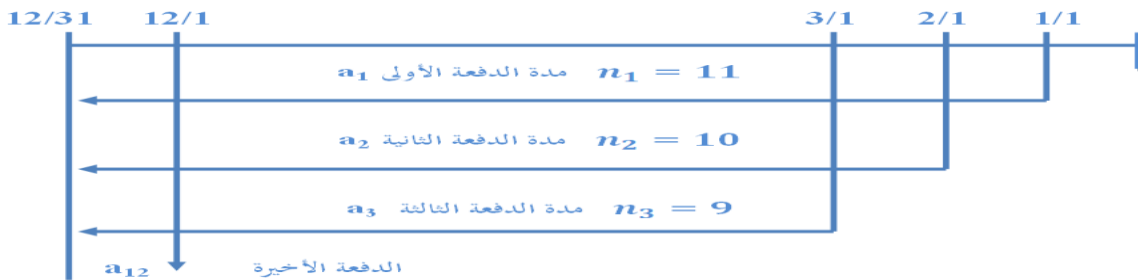 12/31 12/1 3/1 2/1 1/1
a₁ مدة الدفعة الأولى n₁ = 11
a₂ مدة الدفعة الثانية n₂ = 10
a₃ مدة الدفعة الثالثة n₃ = 9
a₁₂ الدفعة الأخيرة